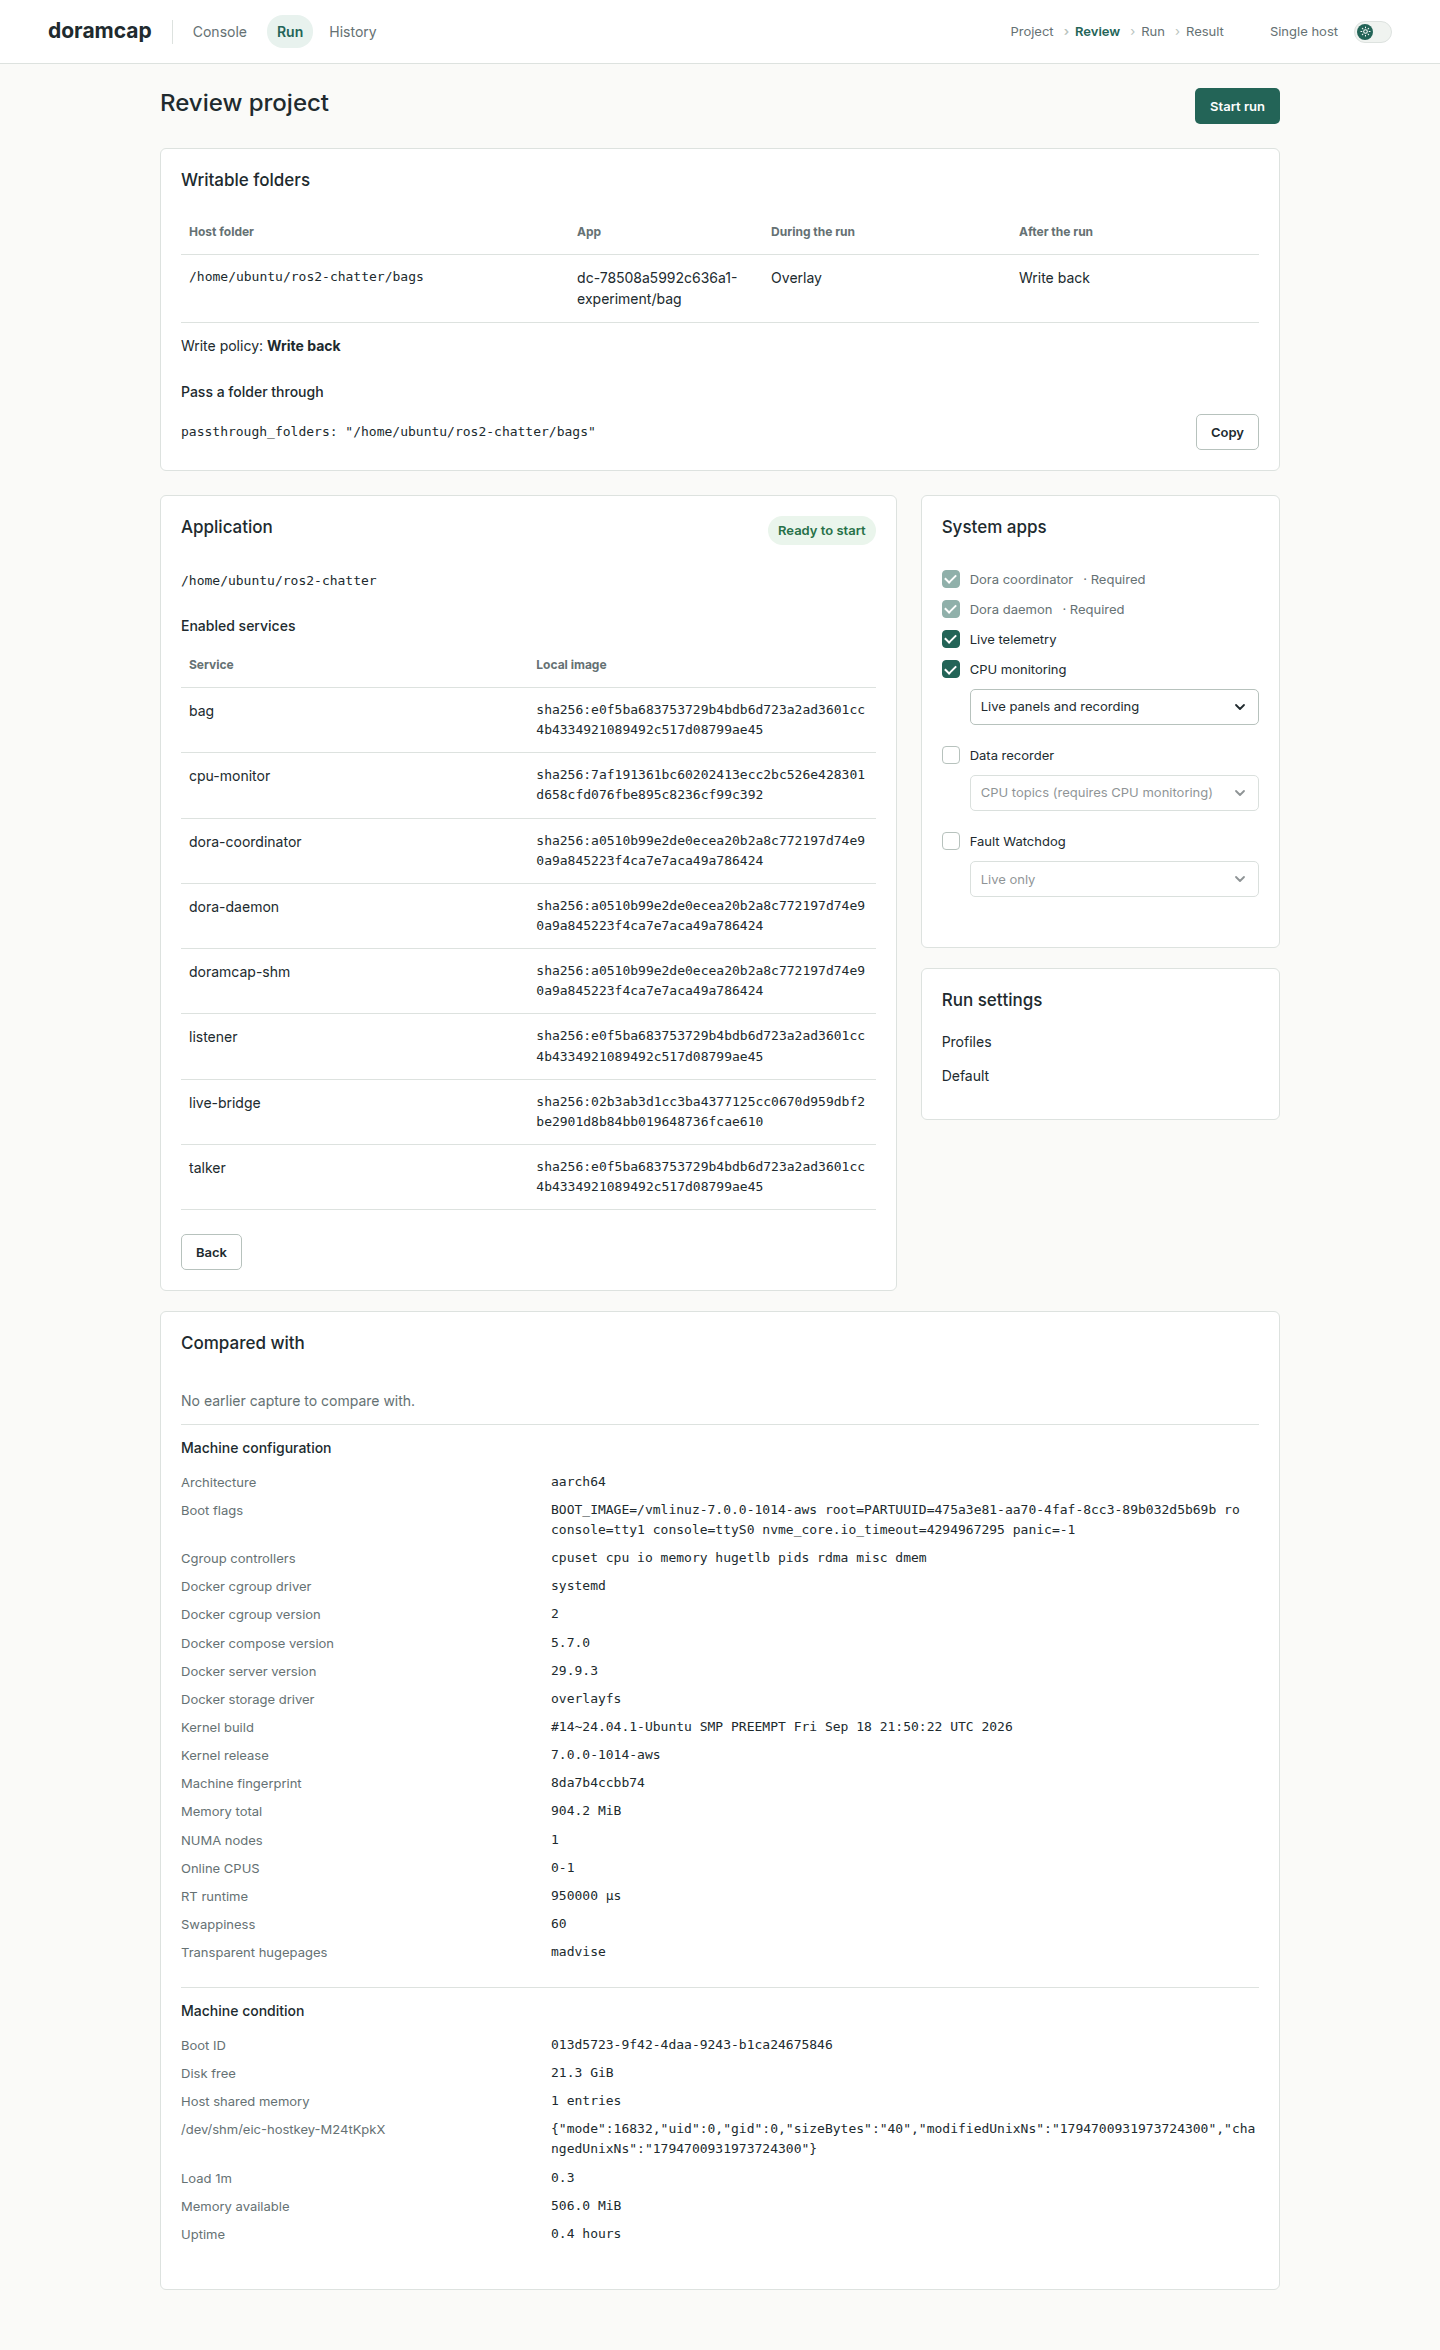 doramcap
Console
Run
History
Project › Review › Run › Result
Single host
Review project
Start run
Writable folders
Host folder App During the run After the run
/home/ubuntu/ros2-chatter/bags dc-78508a5992c636a1- Overlay Write back
experiment/bag
Write policy: Write back
Pass a folder through
passthrough_folders: "/home/ubuntu/ros2-chatter/bags"
Copy
Application
Ready to start
/home/ubuntu/ros2-chatter
Enabled services
Service Local image
bag sha256:e0f5ba683753729b4bdb6d723a2ad3601cc
4b4334921089492c517d08799ae45
cpu-monitor sha256:7af191361bc60202413ecc2bc526e428301
d658cfd076fbe895c8236cf99c392
dora-coordinator sha256:a0510b99e2de0ecea20b2a8c772197d74e9
0a9a845223f4ca7e7aca49a786424
dora-daemon sha256:a0510b99e2de0ecea20b2a8c772197d74e9
0a9a845223f4ca7e7aca49a786424
doramcap-shm sha256:a0510b99e2de0ecea20b2a8c772197d74e9
0a9a845223f4ca7e7aca49a786424
listener sha256:e0f5ba683753729b4bdb6d723a2ad3601cc
4b4334921089492c517d08799ae45
live-bridge sha256:02b3ab3d1cc3ba4377125cc0670d959dbf2
be2901d8b84bb019648736fcae610
talker sha256:e0f5ba683753729b4bdb6d723a2ad3601cc
4b4334921089492c517d08799ae45
Back
System apps
Dora coordinator · Required
Dora daemon · Required
Live telemetry
CPU monitoring
Live panels and recording
Data recorder
CPU topics (requires CPU monitoring)
Fault Watchdog
Live only
Run settings
Profiles
Default
Compared with
No earlier capture to compare with.
Machine configuration
Architecture aarch64
Boot flags BOOT_IMAGE=/vmlinuz-7.0.0-1014-aws root=PARTUUID=475a3e81-aa70-4faf-8cc3-89b032d5b69b ro
console=tty1 console=ttyS0 nvme_core.io_timeout=4294967295 panic=-1
Cgroup controllers cpuset cpu io memory hugetlb pids rdma misc dmem
Docker cgroup driver systemd
Docker cgroup version 2
Docker compose version 5.7.0
Docker server version 29.9.3
Docker storage driver overlayfs
Kernel build #14~24.04.1-Ubuntu SMP PREEMPT Fri Sep 18 21:50:22 UTC 2026
Kernel release 7.0.0-1014-aws
Machine fingerprint 8da7b4ccbb74
Memory total 904.2 MiB
NUMA nodes 1
Online CPUS 0-1
RT runtime 950000 µs
Swappiness 60
Transparent hugepages madvise
Machine condition
Boot ID 013d5723-9f42-4daa-9243-b1ca24675846
Disk free 21.3 GiB
Host shared memory 1 entries
/dev/shm/eic-hostkey-M24tKpkX {"mode":16832,"uid":0,"gid":0,"sizeBytes":"40","modifiedUnixNs":"1794700931973724300","cha
ngedUnixNs":"1794700931973724300"}
Load 1m 0.3
Memory available 506.0 MiB
Uptime 0.4 hours